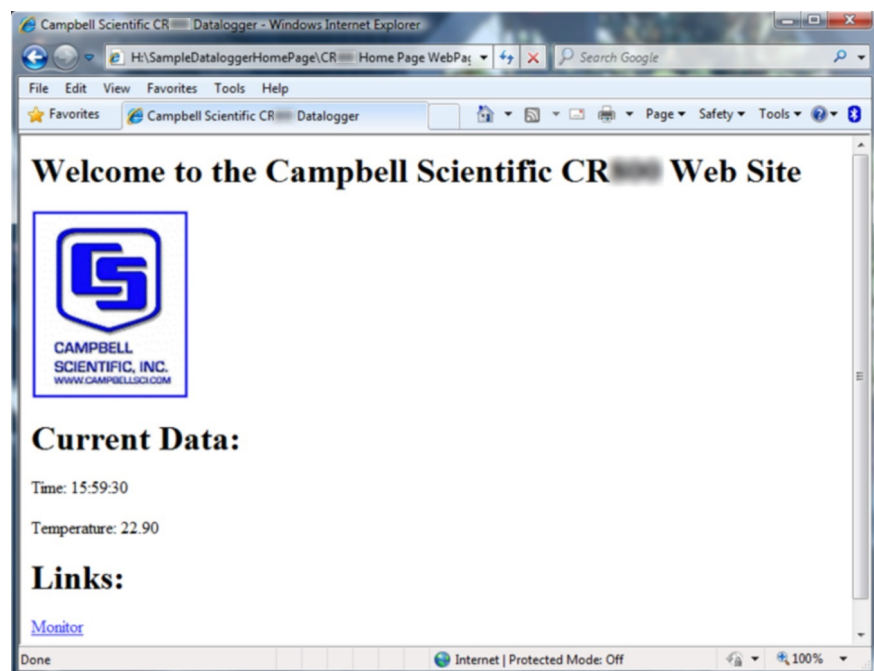 Campbell Scientific CR Datalogger - Windows Internet Explorer
H:\SampleDataloggerHomePage\CR Home Page WebPag
Search Google
File Edit View Favorites Tools Help
Favorites Campbell Scientific CR Datalogger Page Safety Tools
Welcome to the Campbell Scientific CR Web Site
CS
CAMPBELL
SCIENTIFIC, INC.
WWW.CAMPBELLSCI.COM
Current Data:
Time: 15:59:30
Temperature: 22.90
Links:
Monitor
Done Internet | Protected Mode: Off 100%